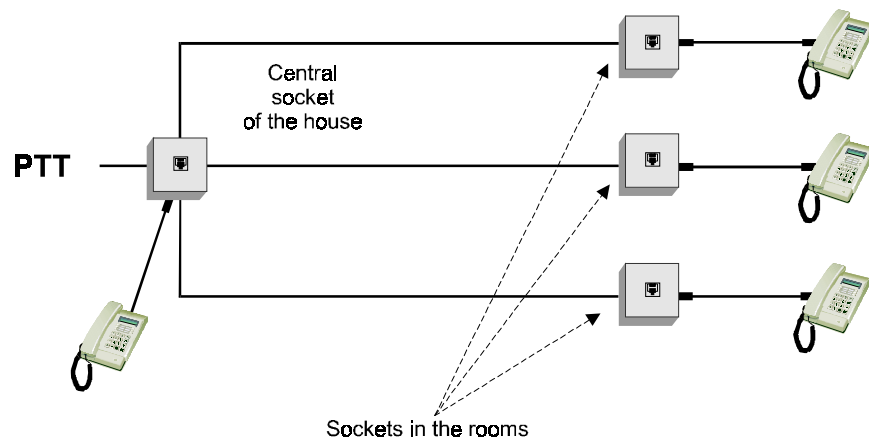 Central
socket
of the house
PTT
Sockets in the rooms